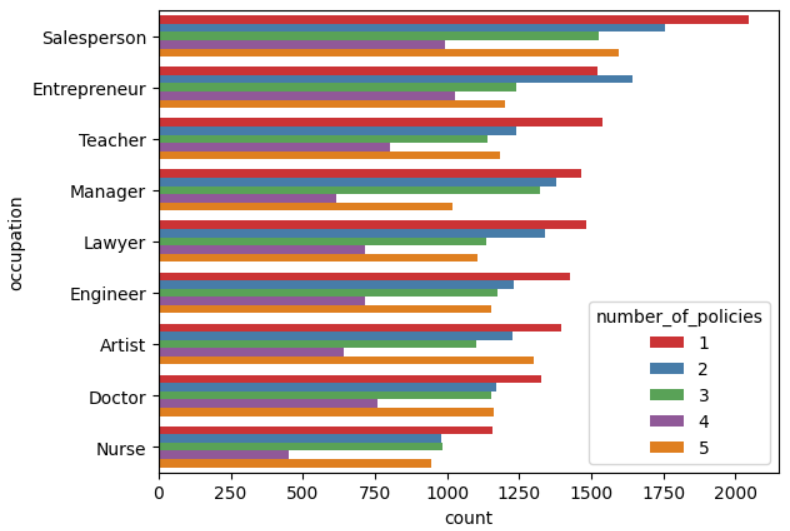 occupation
Salesperson
Entrepreneur
Teacher
Manager
Lawyer
Engineer
Artist
Doctor
Nurse
number_of_policies
1
2
3
4
5
0 250 500 750 1000 1250 1500 1750 2000
count